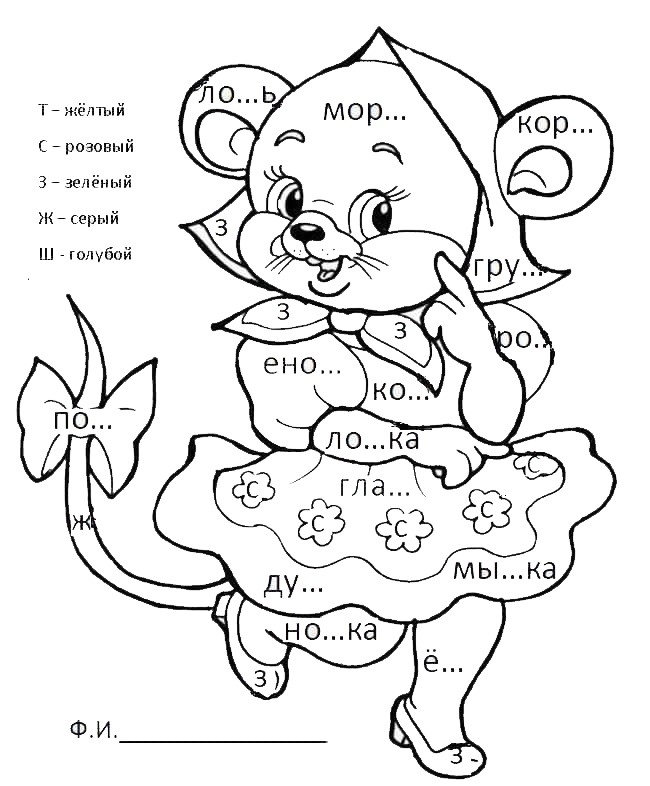 ло...ь
мор...
кор...
Т – жёлтый
С – розовый
З – зелёный
Ж – серый
Ш - голубой
З
гру...
З
З
ро...
ено...
ко...
по...
ло...ка
С
гла...
С
С
С
С
Ж
ду...
мы...ка
но...ка
ё...
З
З
Ф.И.